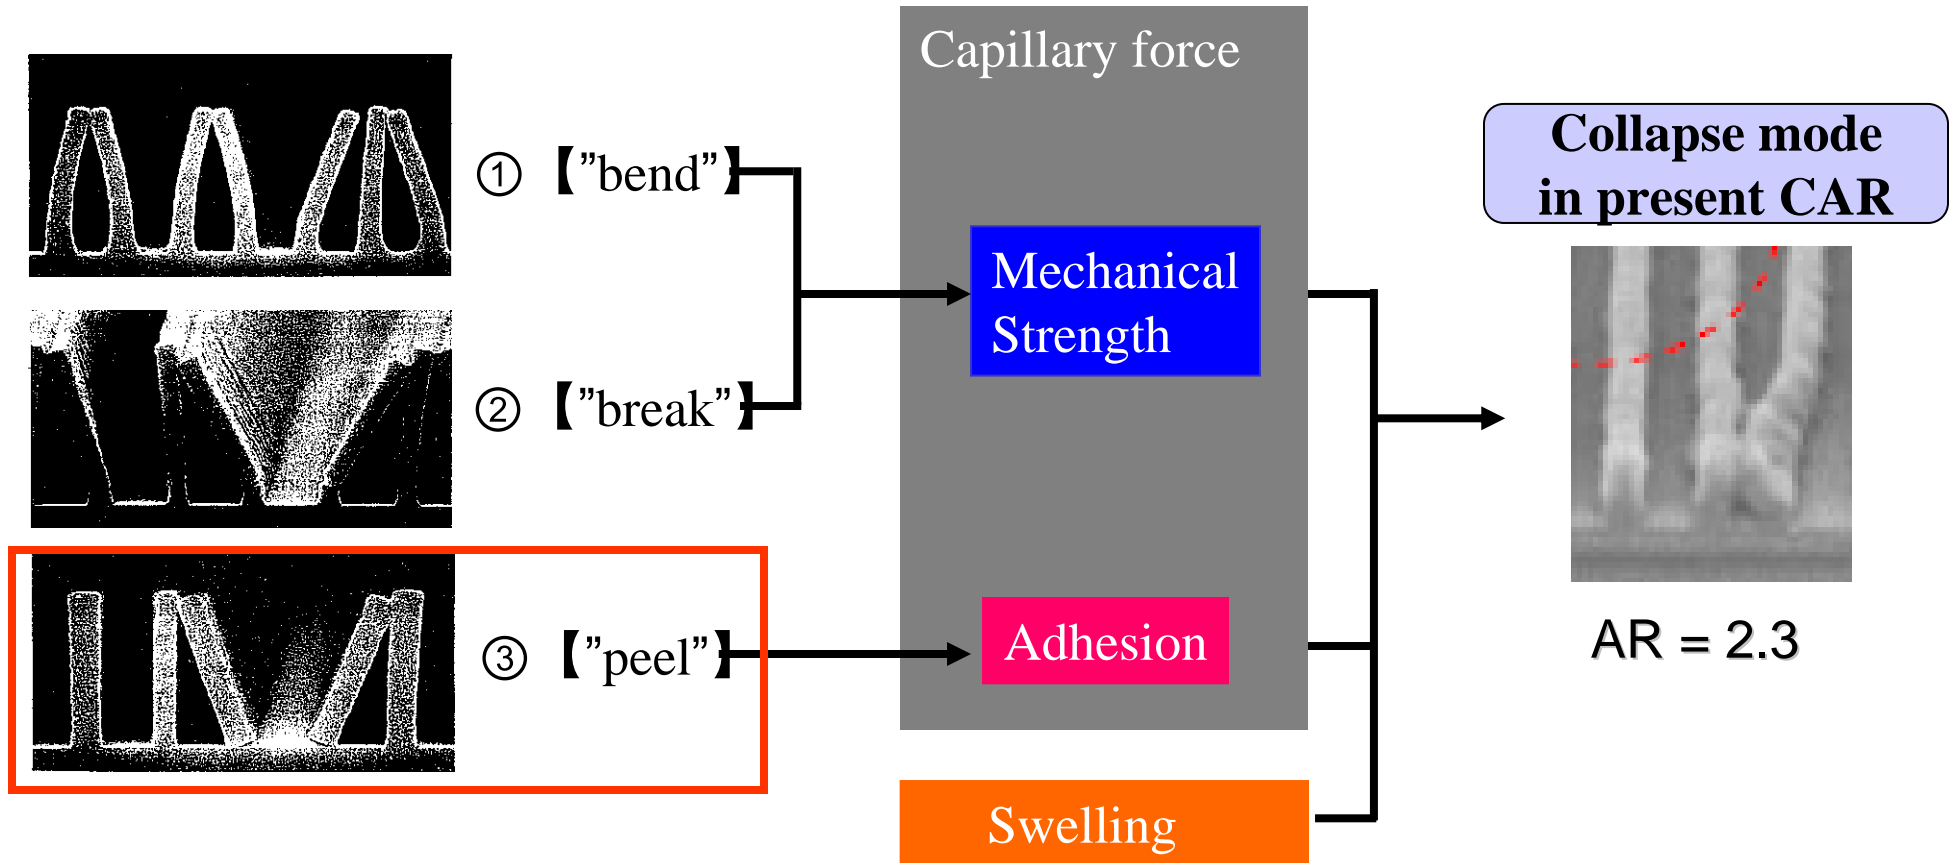 Capillary force
① 【”bend”】
Mechanical
Strength
② 【”break”】
③ 【”peel”】
Adhesion
Swelling
Collapse mode
in present CAR
AR = 2.3